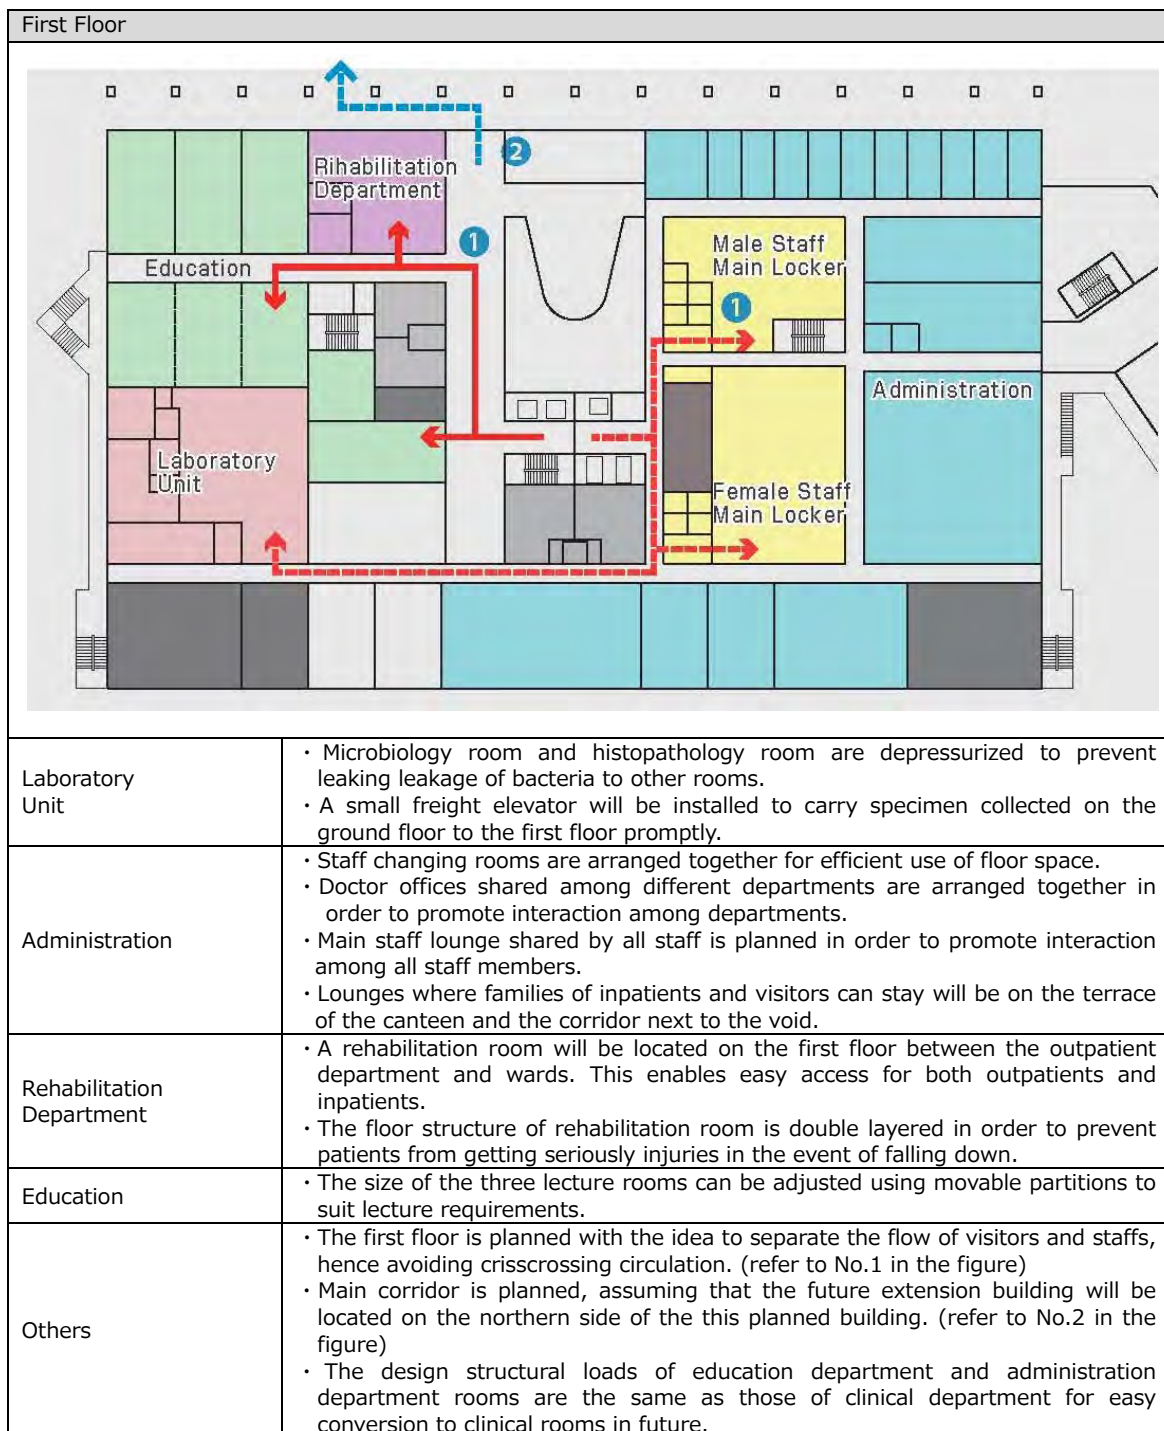 First Floor
2
Rihabilitation
Department
1
Education
Male Staff
Main Locker
1
Administration
Laboratory
Unit
Female Staff
Main Locker
Laboratory
Unit
・Microbiology room and histopathology room are depressurized to prevent
leaking leakage of bacteria to other rooms.
・A small freight elevator will be installed to carry specimen collected on the
ground floor to the first floor promptly.
Administration
・Staff changing rooms are arranged together for efficient use of floor space.
・Doctor offices shared among different departments are arranged together in
order to promote interaction among departments.
・Main staff lounge shared by all staff is planned in order to promote interaction
among all staff members.
・Lounges where families of inpatients and visitors can stay will be on the terrace
of the canteen and the corridor next to the void.
Rehabilitation
Department
・A rehabilitation room will be located on the first floor between the outpatient
department and wards. This enables easy access for both outpatients and
inpatients.
・The floor structure of rehabilitation room is double layered in order to prevent
patients from getting seriously injuries in the event of falling down.
Education
・The size of the three lecture rooms can be adjusted using movable partitions to
suit lecture requirements.
Others
・The first floor is planned with the idea to separate the flow of visitors and staffs,
hence avoiding crisscrossing circulation. (refer to No.1 in the figure)
・Main corridor is planned, assuming that the future extension building will be
located on the northern side of the this planned building. (refer to No.2 in the
figure)
・The design structural loads of education department and administration
department rooms are the same as those of clinical department for easy
conversion to clinical rooms in future.